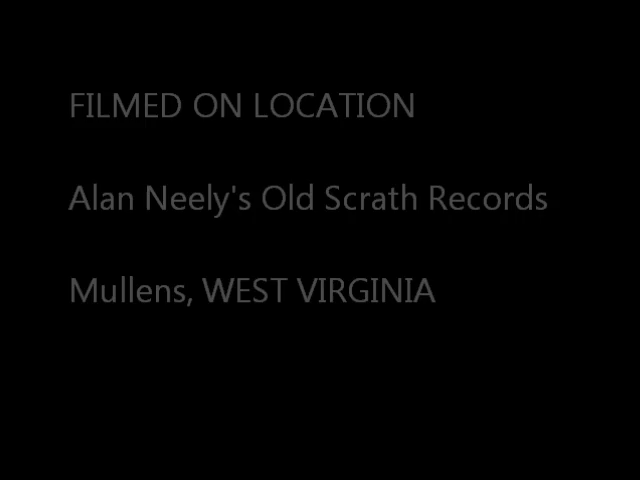 FILMED ON LOCATION
Alan Neely's Old Scrath Records
Mullens, WEST VIRGINIA